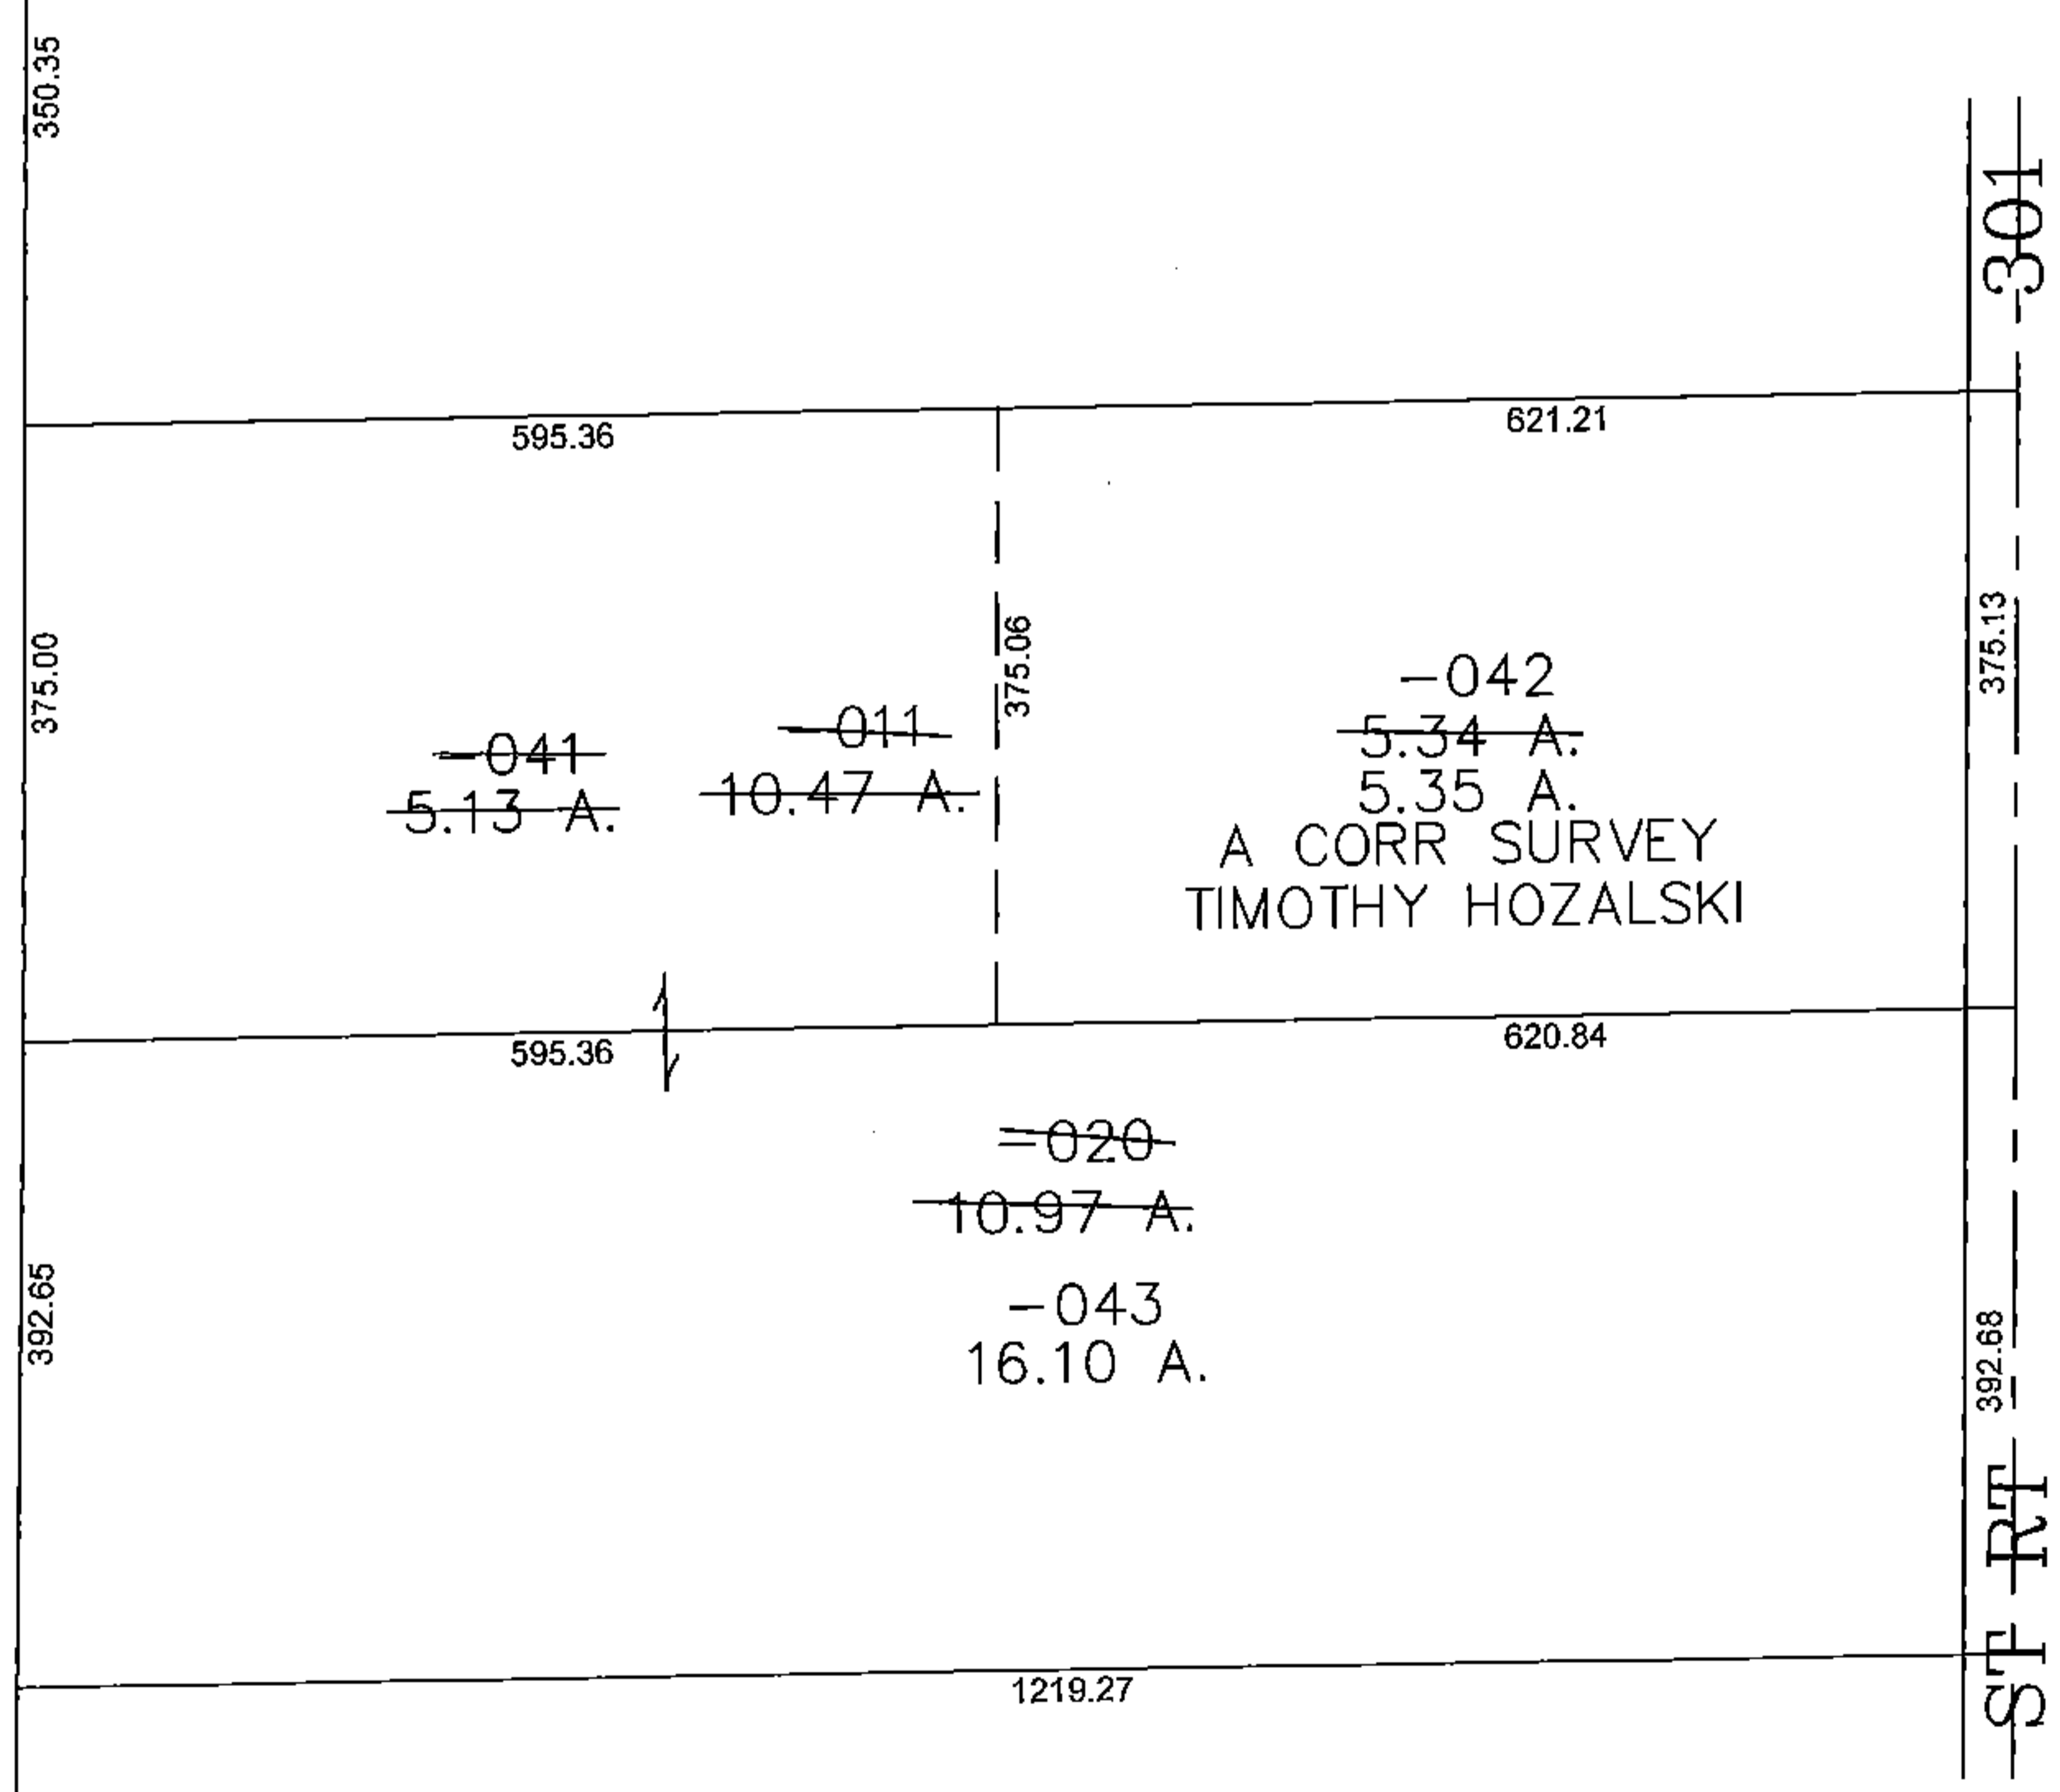 350.35
ST RT 301
595.36
621.21
375.00
375.06
375.13
-041
5.13 A.
-011
10.47 A.
-042
5.34 A.
5.35 A.
A CORR SURVEY
TIMOTHY HOZALSKI
595.36
620.84
-020
10.97 A.
-043
16.10 A.
392.65
392.68
1219.27